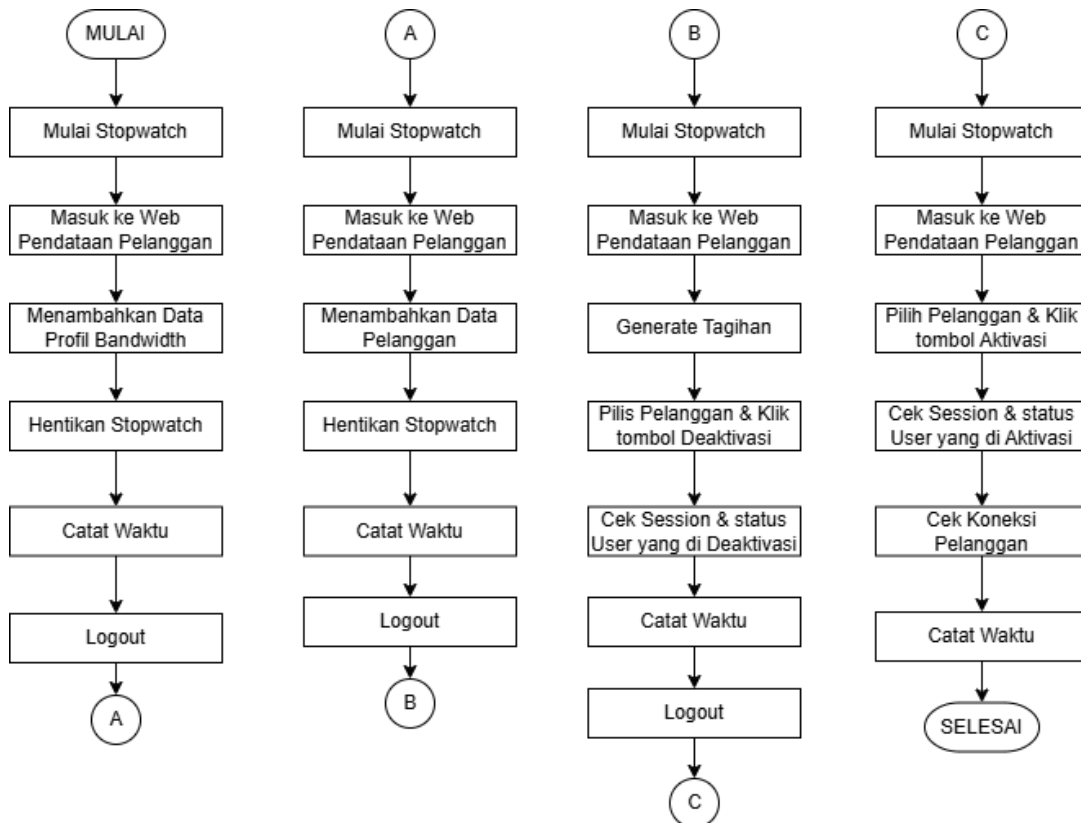 MULAI
Mulai Stopwatch
Masuk ke Web
Pendataan Pelanggan
Menambahkan Data
Profil Bandwidth
Hentikan Stopwatch
Catat Waktu
Logout
A
A
Mulai Stopwatch
Masuk ke Web
Pendataan Pelanggan
Menambahkan Data
Pelanggan
Hentikan Stopwatch
Catat Waktu
Logout
B
B
Mulai Stopwatch
Masuk ke Web
Pendataan Pelanggan
Generate Tagihan
Pilis Pelanggan & Klik
tombol Deaktivasi
Cek Session & status
User yang di Deaktivasi
Catat Waktu
Logout
C
C
Mulai Stopwatch
Masuk ke Web
Pendataan Pelanggan
Pilih Pelanggan & Klik
tombol Aktivasi
Cek Session & status
User yang di Aktivasi
Cek Koneksi
Pelanggan
Catat Waktu
SELESAI